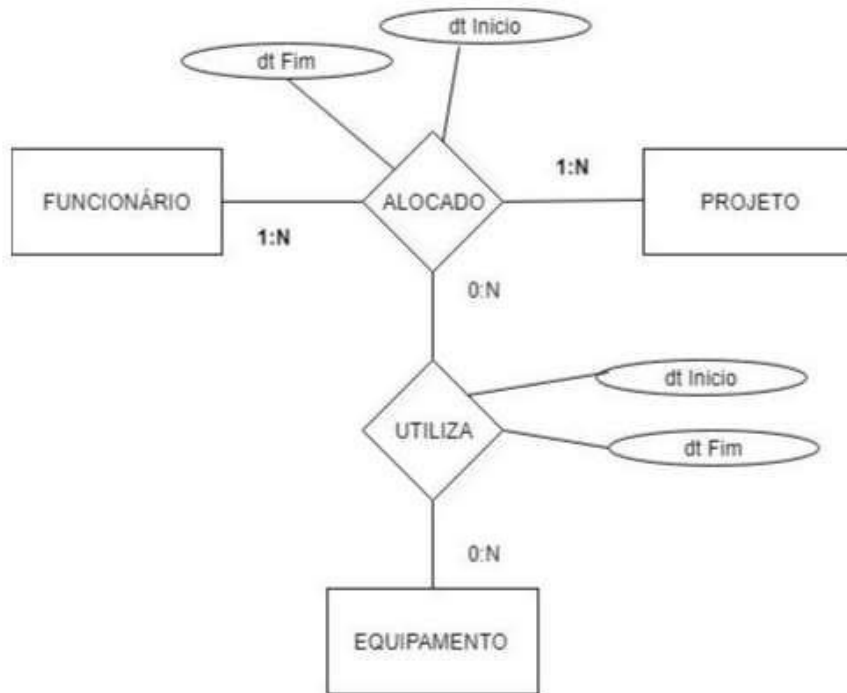 dt Inicio
dt Fim
FUNCIONÁRIO
ALOCADO
1:N
PROJETO
1:N
0:N
dt Inicio
UTILIZA
dt Fim
0:N
EQUIPAMENTO